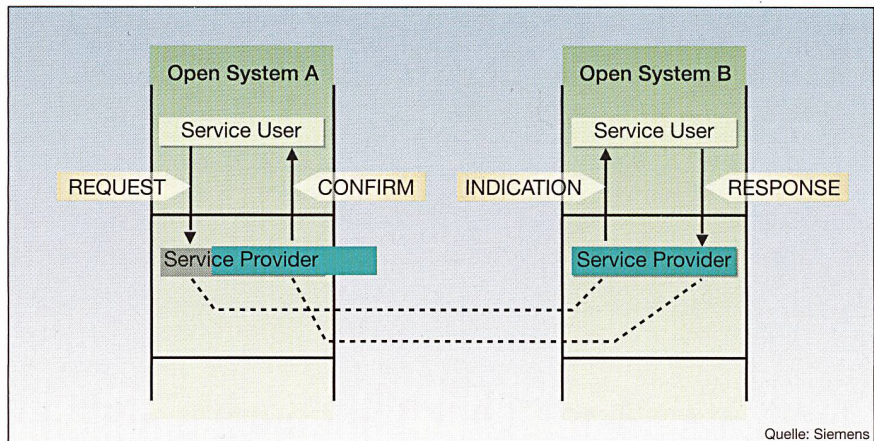 Open System A
Open System B
Service User
Service User
REQUEST
CONFIRM
INDICATION
RESPONSE
Service Provider
Service Provider
Quelle: Siemens